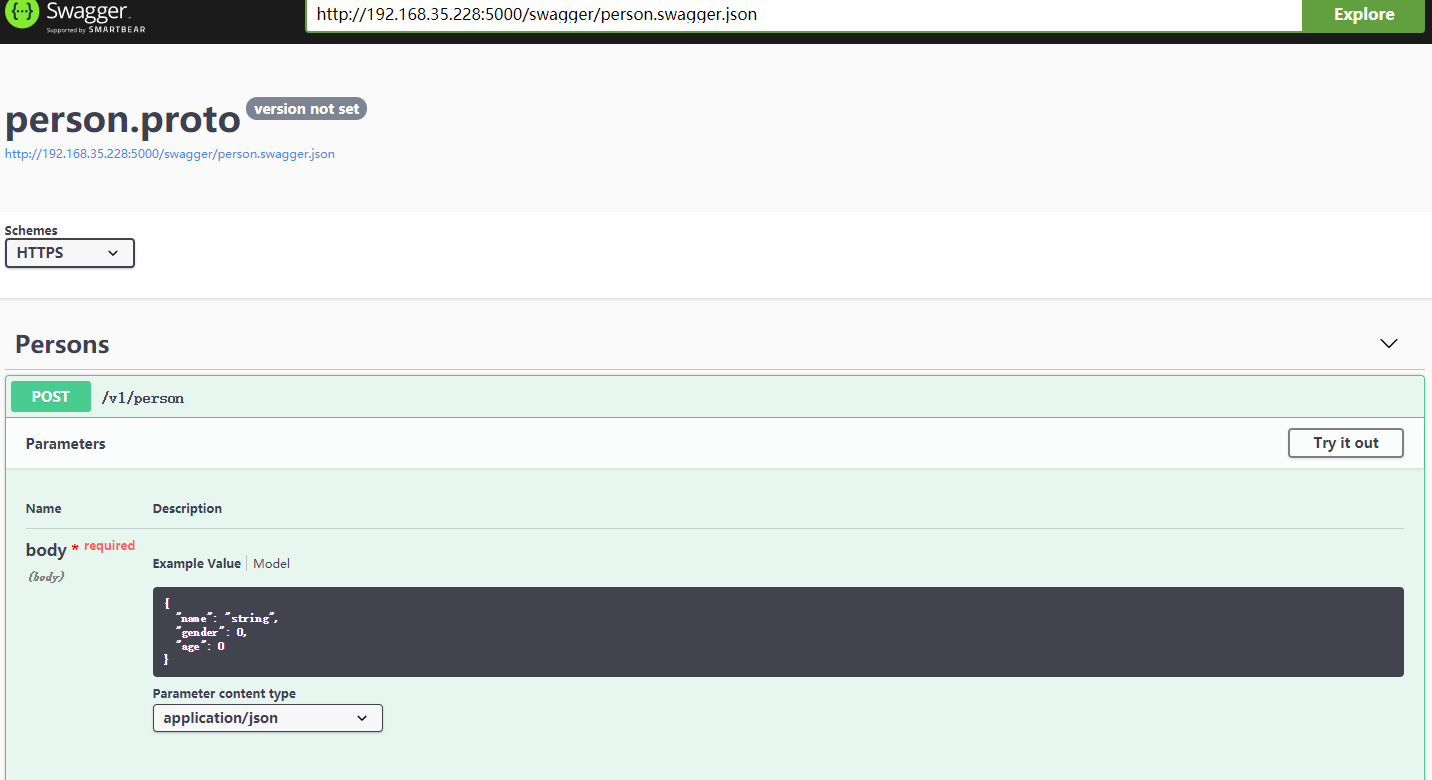 Swagger
Supported by SMARTBEAR
http://192.168.35.228:5000/swagger/person.swagger.json
Explore
person.proto
version not set
http://192.168.35.228:5000/swagger/person.swagger.json
Schemes
HTTPS
Persons
POST
/v1/person
Parameters
Try it out
Name
Description
body * required
(body)
Example Value
Model
{
"name": "string",
"gender": 0,
"age": 0
}
Parameter content type
application/json